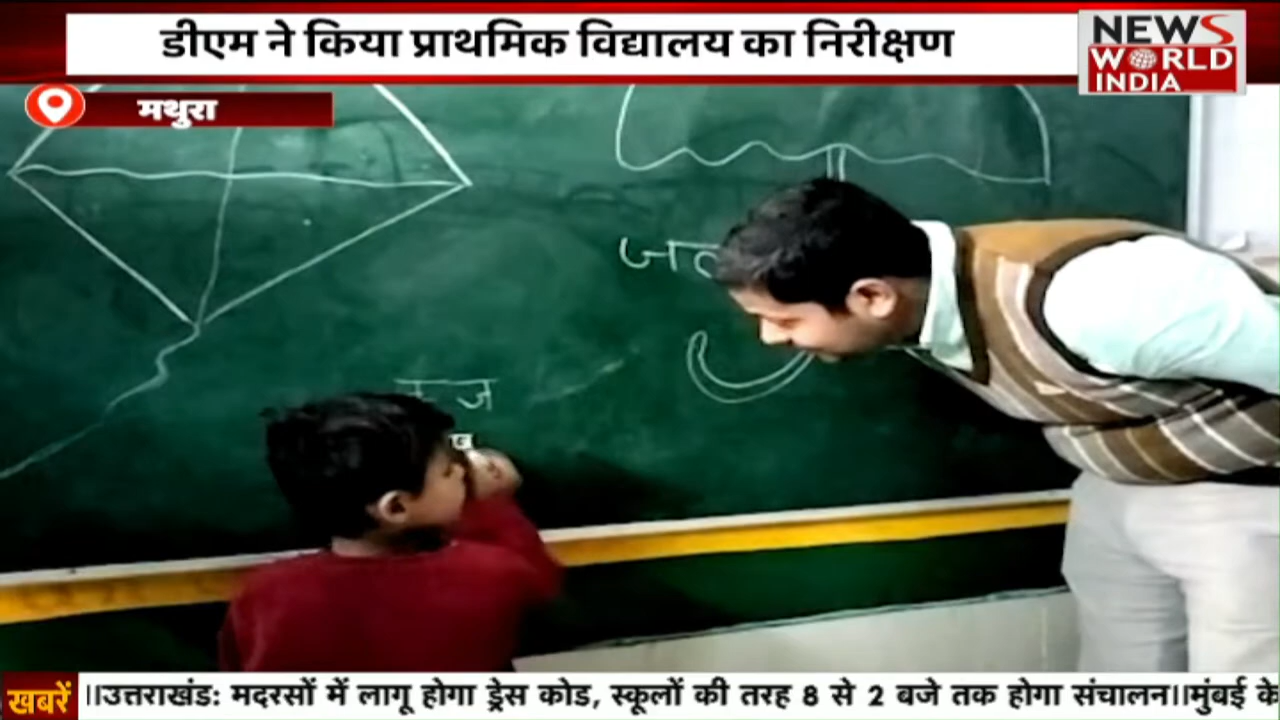 डीएम ने किया प्राथमिक विद्यालय का निरीक्षण
NEWS
WORLD
INDIA
मथुरा
ज
खबरें
||उत्तराखंड: मदरसों में लागू होगा ड्रेस कोड, स्कूलों की तरह 8 से 2 बजे तक होगा संचालन||मुंबई के